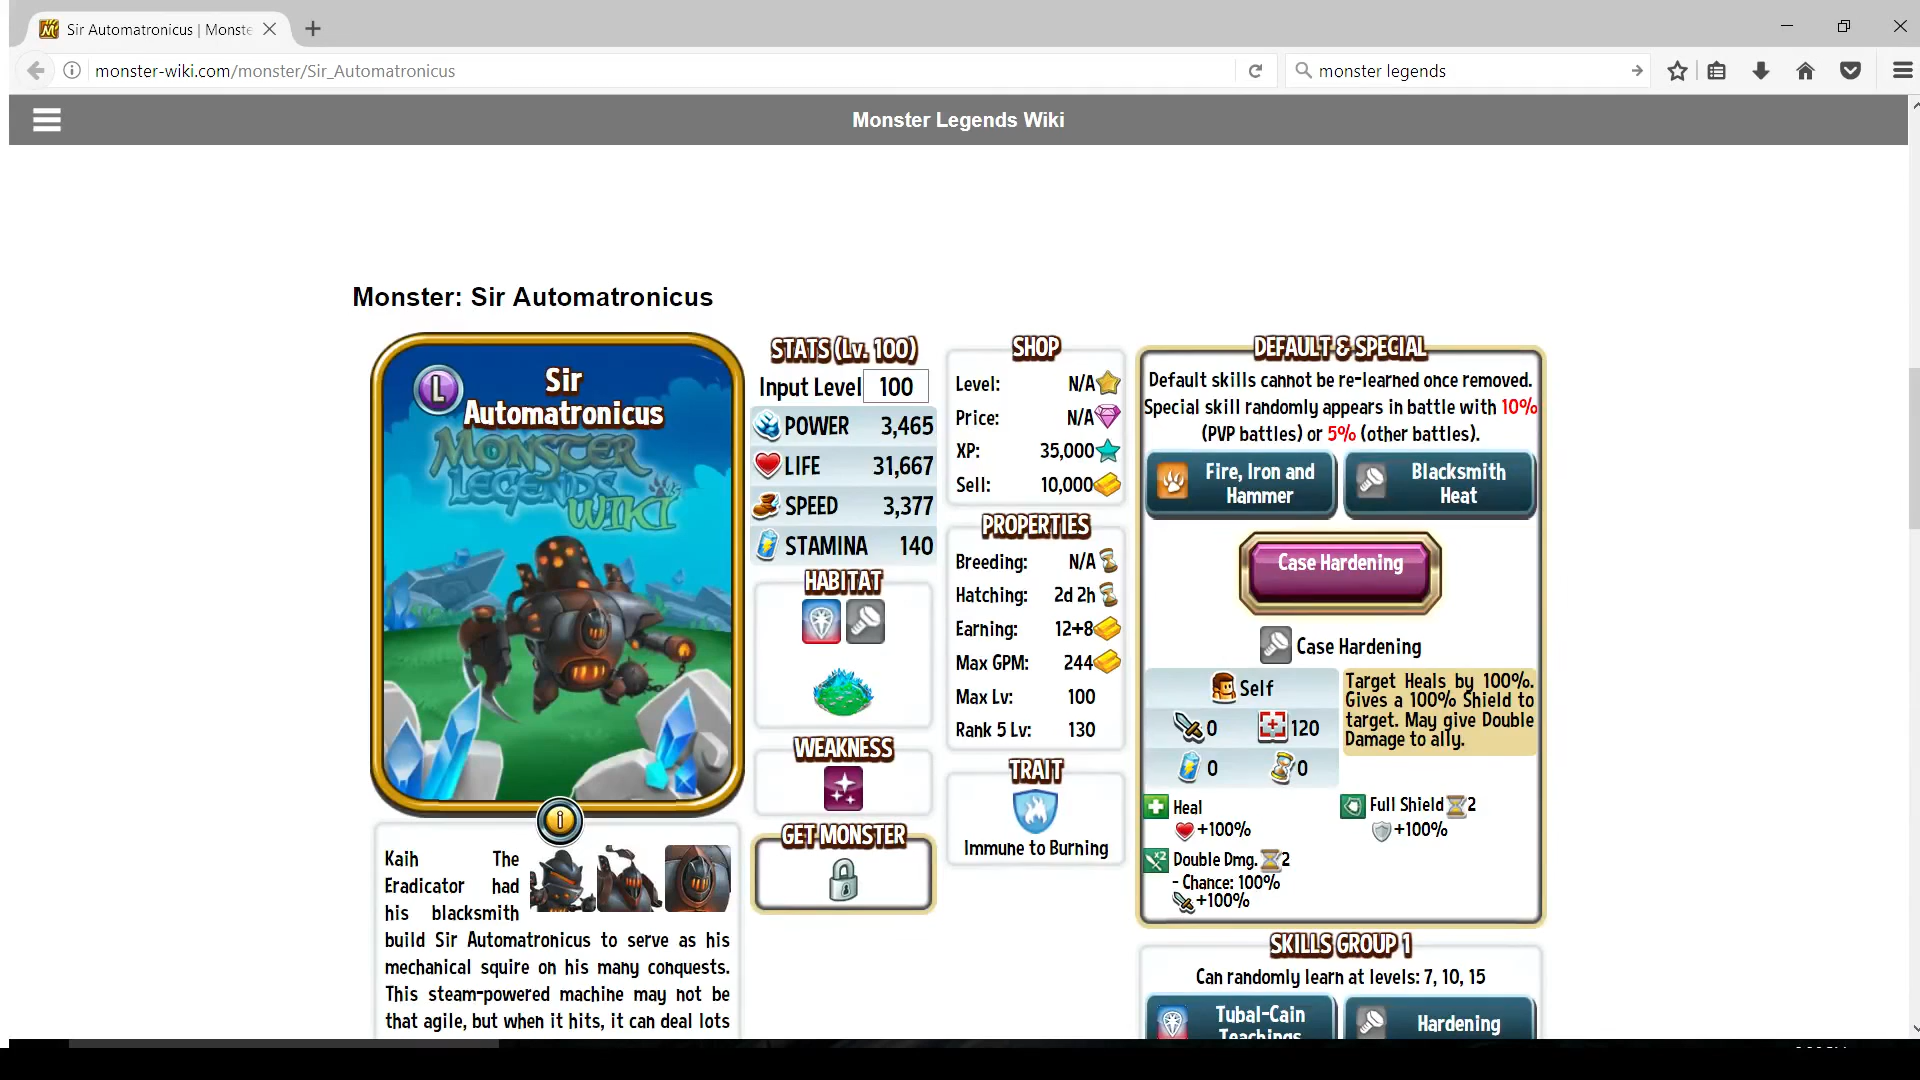 Sir Automatronicus | Monste
monster-wiki.com/monster/Sir_Automatronicus
monster legends
Monster Legends Wiki
Monster: Sir Automatronicus
L
Sir
Automatronicus
MONSTER
LEGENDS
WIKI
i
Kaih The
Eradicator had
his blacksmith
build Sir Automatronicus to serve as his
mechanical squire on his many conquests.
This steam-powered machine may not be
that agile, but when it hits, it can deal lots
STATS (Lv. 100)
Input Level 100
POWER 3,465
LIFE 31,667
SPEED 3,377
STAMINA 140
HABITAT
WEAKNESS
GET MONSTER
SHOP
Level: N/A
Price: N/A
XP: 35,000
Sell: 10,000
PROPERTIES
Breeding: N/A
Hatching: 2d 2h
Earning: 12+8
Max GPM: 244
Max Lv: 100
Rank 5 Lv: 130
TRAIT
Immune to Burning
DEFAULT & SPECIAL
Default skills cannot be re-learned once removed.
Special skill randomly appears in battle with 10%
(PVP battles) or 5% (other battles).
Fire, Iron and
Hammer
Blacksmith
Heat
Case Hardening
Case Hardening
Self
0 120
0 0
Target Heals by 100%.
Gives a 100% Shield to
target. May give Double
Damage to ally.
Heal
+100%
Full Shield 2
+100%
x2 Double Dmg. 2
- Chance: 100%
+100%
SKILLS GROUP 1
Can randomly learn at levels: 7, 10, 15
Tubal-Cain
Teachings
Hardening